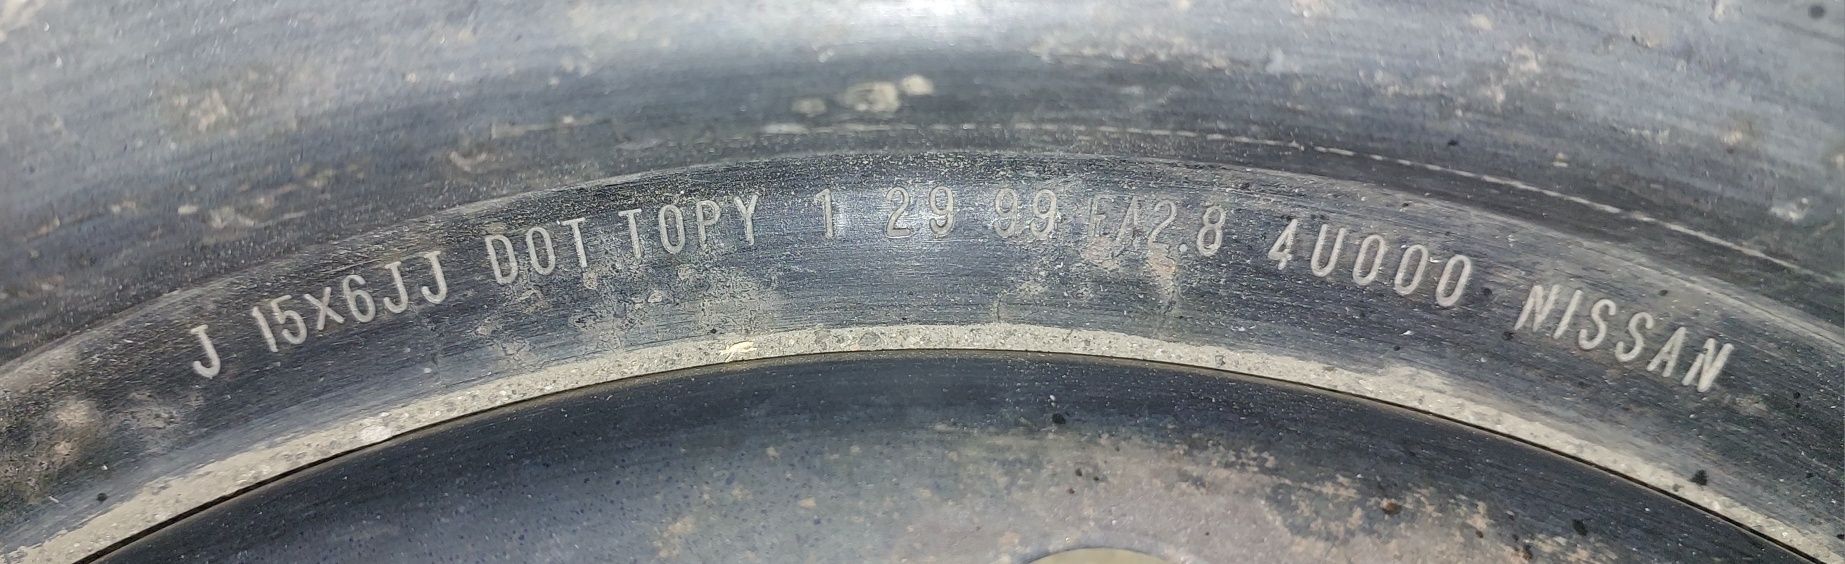 J 15X6JJ DOT.TOPY 1 29 99 EA2.8 4U000 NISSAN